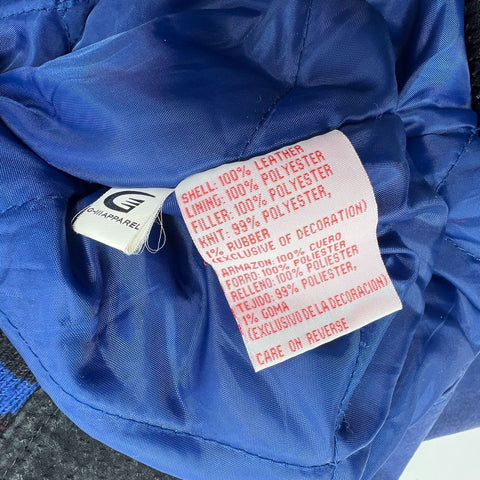 G-III APPAREL
SHELL: 100% LEATHER
LINING: 100% POLYESTER
FILLER: 100% POLYESTER
KNIT: 99% POLYESTER,
1% RUBBER
(EXCLUSIVE OF DECORATION)
ARMAZON: 100% CUERO
FORRO: 100% POLIESTER
RELLENO: 100% POLIESTER
TEJIDO: 99% POLIESTER,
1% GOMA
(EXCLUSIVO DE LA DECORACION)
CARE ON REVERSE